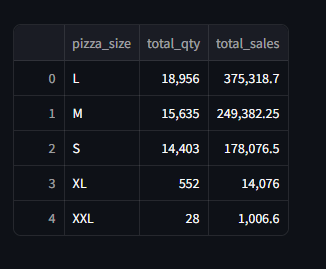 pizza_size total_qty total_sales
0 L 18,956 375,318.7
1 M 15,635 249,382.25
2 S 14,403 178,076.5
3 XL 552 14,076
4 XXL 28 1,006.6